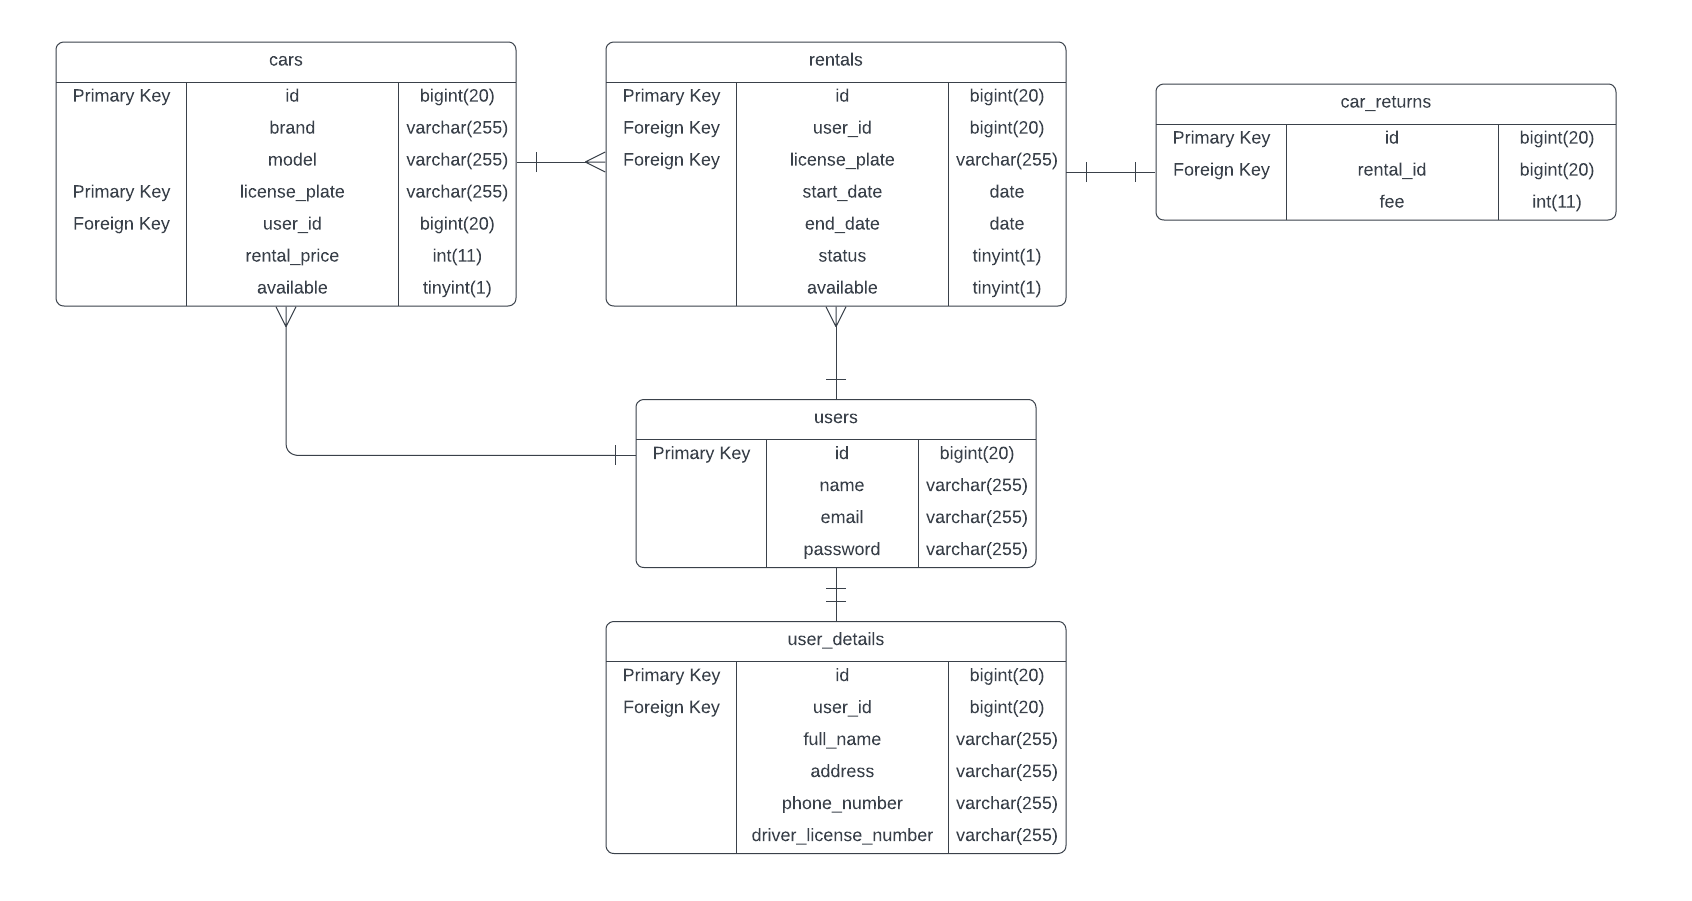 cars
Primary Key id bigint(20)
brand varchar(255)
model varchar(255)
Primary Key license_plate varchar(255)
Foreign Key user_id bigint(20)
rental_price int(11)
available tinyint(1)
rentals
Primary Key id bigint(20)
Foreign Key user_id bigint(20)
Foreign Key license_plate varchar(255)
start_date date
end_date date
status tinyint(1)
available tinyint(1)
car_returns
Primary Key id bigint(20)
Foreign Key rental_id bigint(20)
fee int(11)
users
Primary Key id bigint(20)
name varchar(255)
email varchar(255)
password varchar(255)
user_details
Primary Key id bigint(20)
Foreign Key user_id bigint(20)
full_name varchar(255)
address varchar(255)
phone_number varchar(255)
driver_license_number varchar(255)